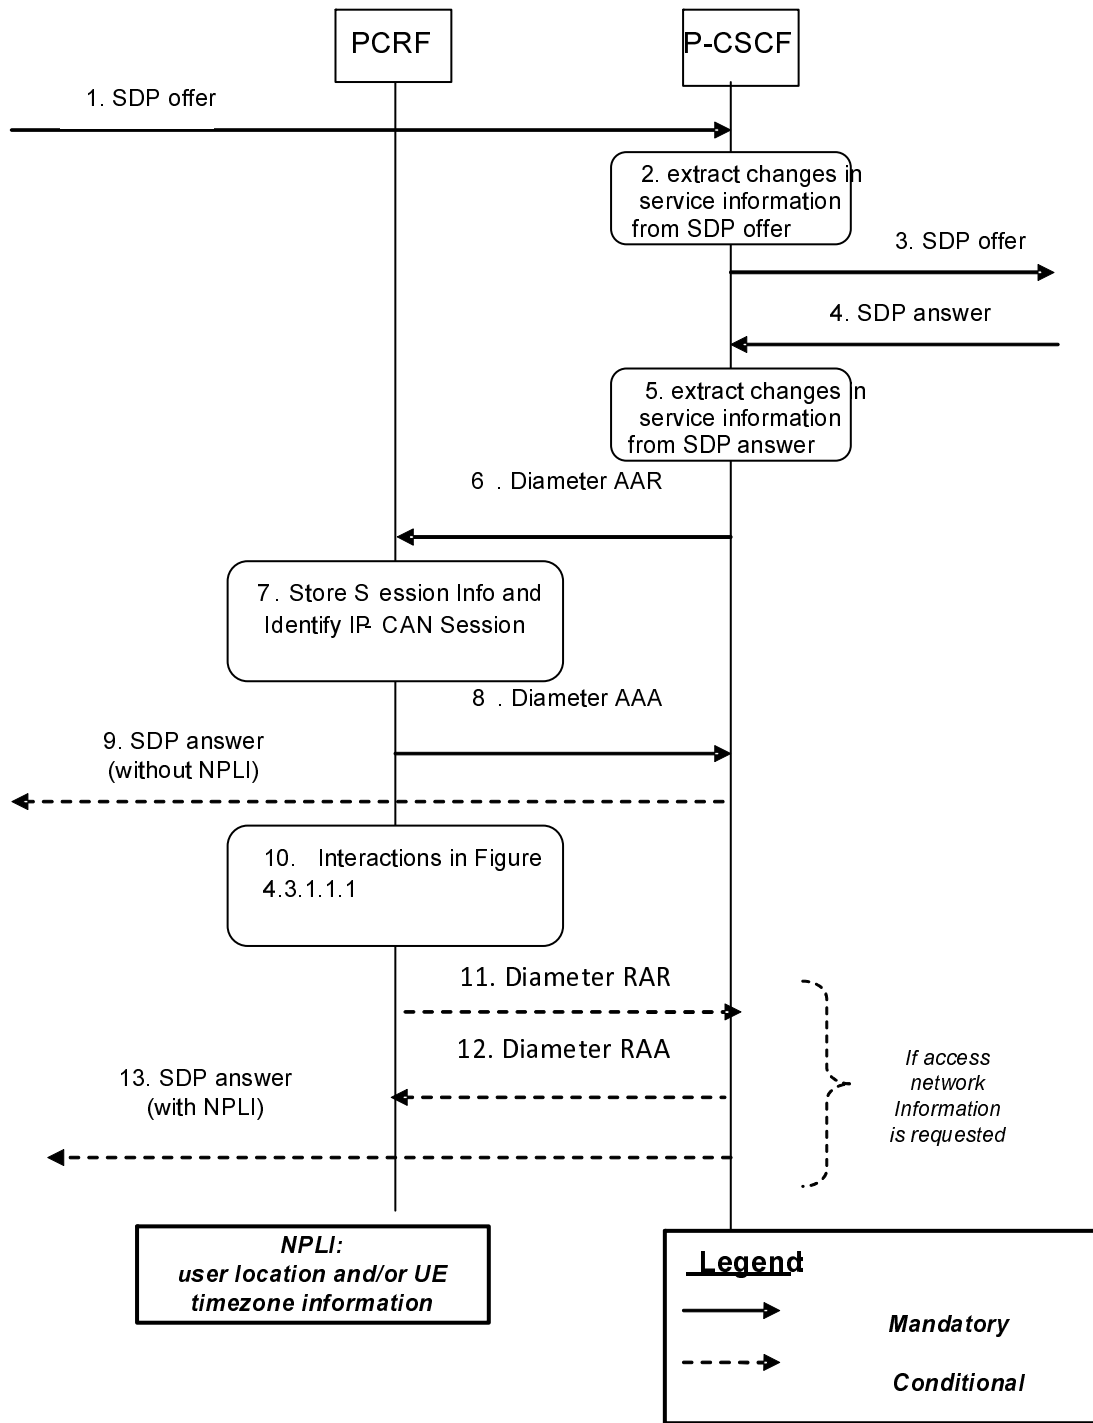 PCRF
P-CSCF
1. SDP offer
2. extract changes in
service information
from SDP offer
3. SDP offer
4. SDP answer
5. extract changes in
service information
from SDP answer
6 . Diameter AAR
7. Store S ession Info and
Identify IP- CAN Session
8 . Diameter AAA
9. SDP answer
(without NPLI)
10. Interactions in Figure
4.3.1.1.1
11. Diameter RAR
12. Diameter RAA
13. SDP answer
(with NPLI)
If access
network
Information
is requested
NPLI:
user location and/or UE
timezone information
Legend
Mandatory
Conditional